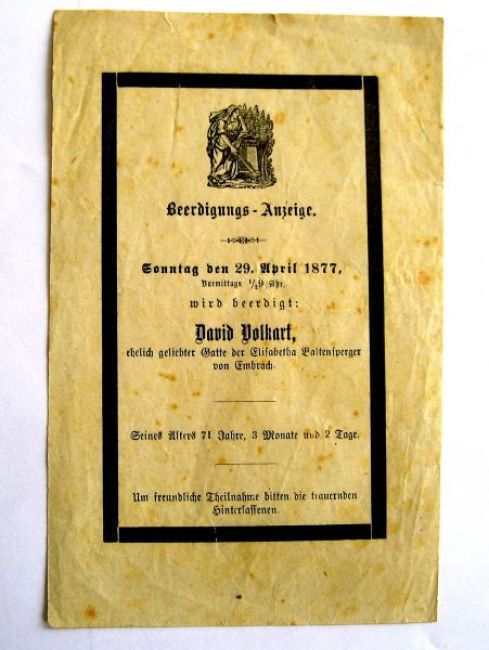 Beerdigungs-Anzeige.
Sonntag den 29. April 1877,
Vormittags 1/29 Uhr,
wird beerdigt:
David Volkart,
ehelich geliebter Gatte der Elisabetha Baltensperger
von Embrach.
Seines Alters 71 Jahre, 3 Monate und 2 Tage.
Um freundliche Theilnahme bitten die trauernden
Hinterlassenen.